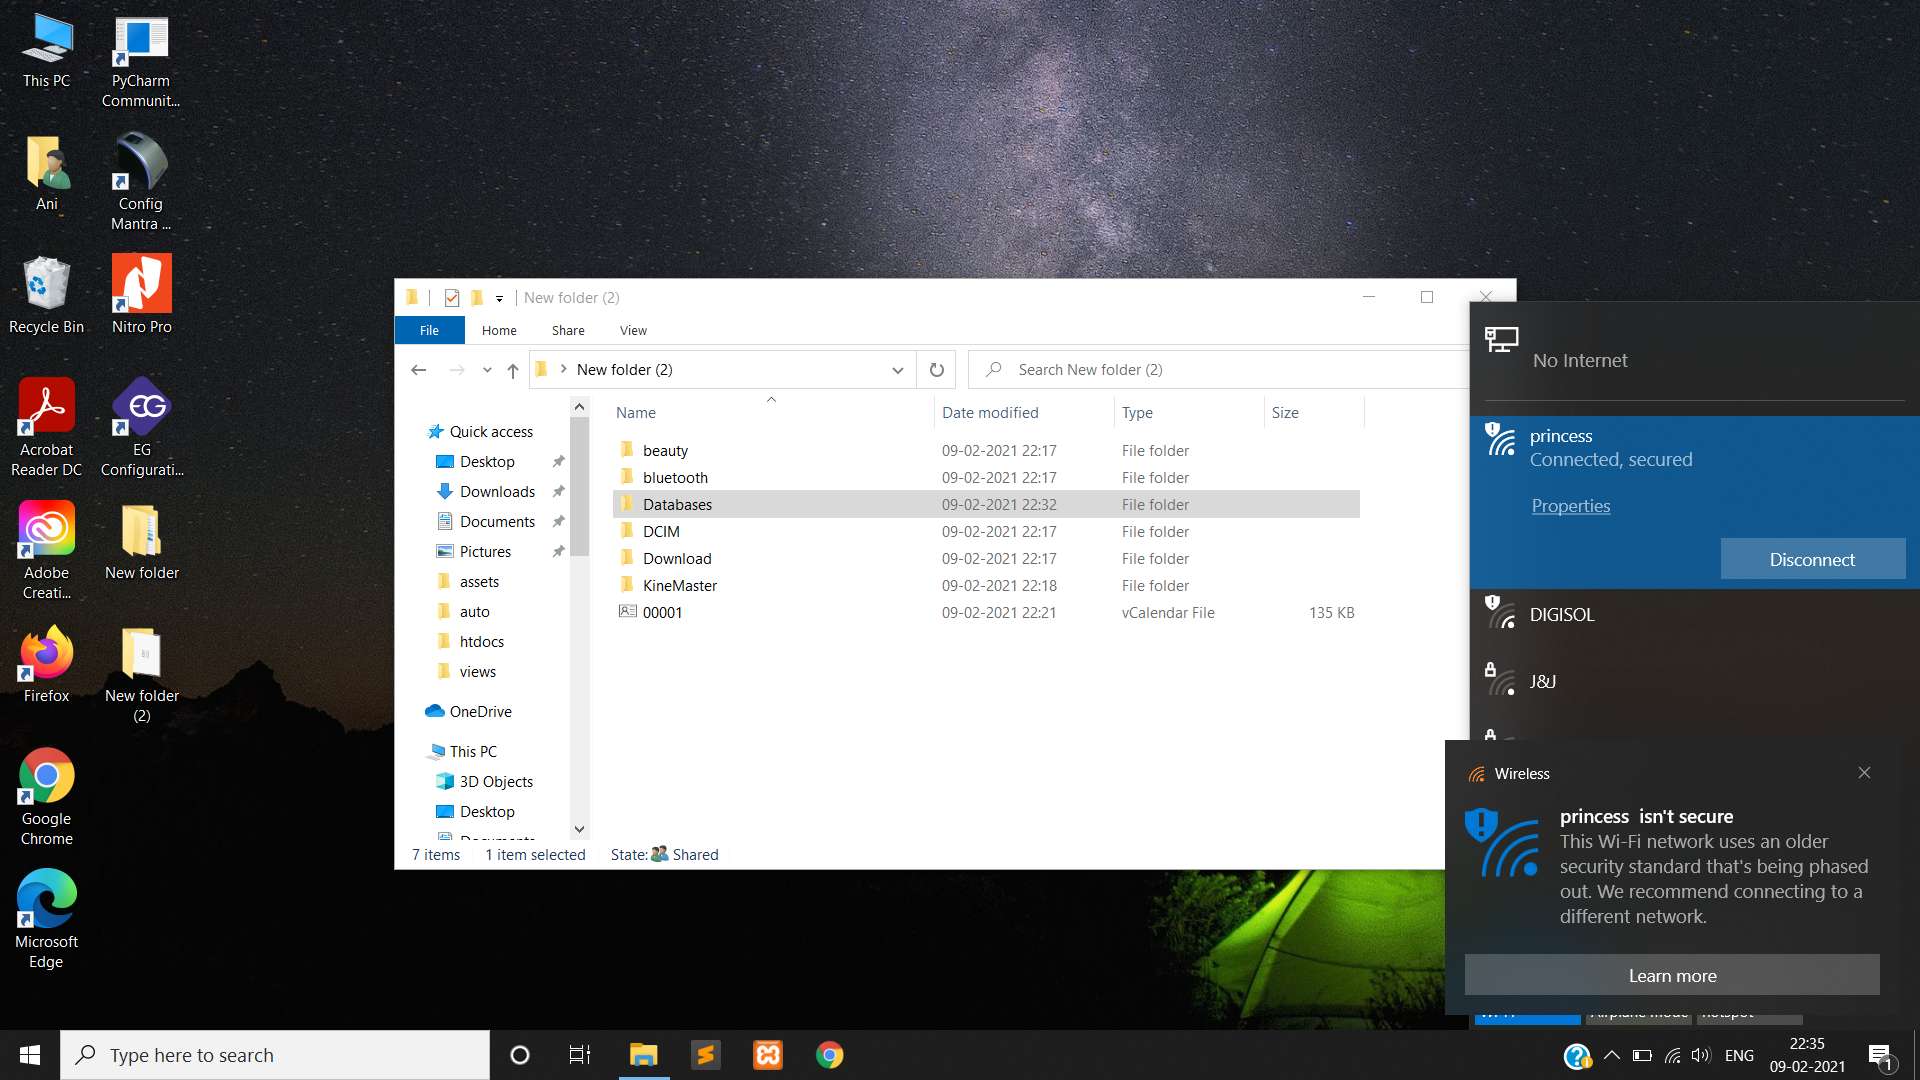 This PC
PyCharm
Communit...
Ani
Config
Mantra ...
Recycle Bin
Nitro Pro
Acrobat
Reader DC
EG
Configurati...
Adobe
Creati...
New folder
Firefox
New folder
(2)
Google
Chrome
Microsoft
Edge
New folder (2)
File
Home
Share
View
New folder (2)
Search New folder (2)
Name
Date modified
Type
Size
Quick access
Desktop
Downloads
Documents
Pictures
assets
auto
htdocs
views
OneDrive
This PC
3D Objects
Desktop
Documents
beauty 09-02-2021 22:17 File folder
bluetooth 09-02-2021 22:17 File folder
Databases 09-02-2021 22:32 File folder
DCIM 09-02-2021 22:17 File folder
Download 09-02-2021 22:17 File folder
KineMaster 09-02-2021 22:18 File folder
00001 09-02-2021 22:21 vCalendar File 135 KB
7 items
1 item selected
State: Shared
No Internet
princess
Connected, secured
Properties
Disconnect
DIGISOL
J&J
Wireless
princess isn't secure
This Wi-Fi network uses an older
security standard that's being phased
out. We recommend connecting to a
different network.
Learn more
Wi-Fi
Airplane mode
hotspot
Type here to search
ENG
22:35
09-02-2021
1